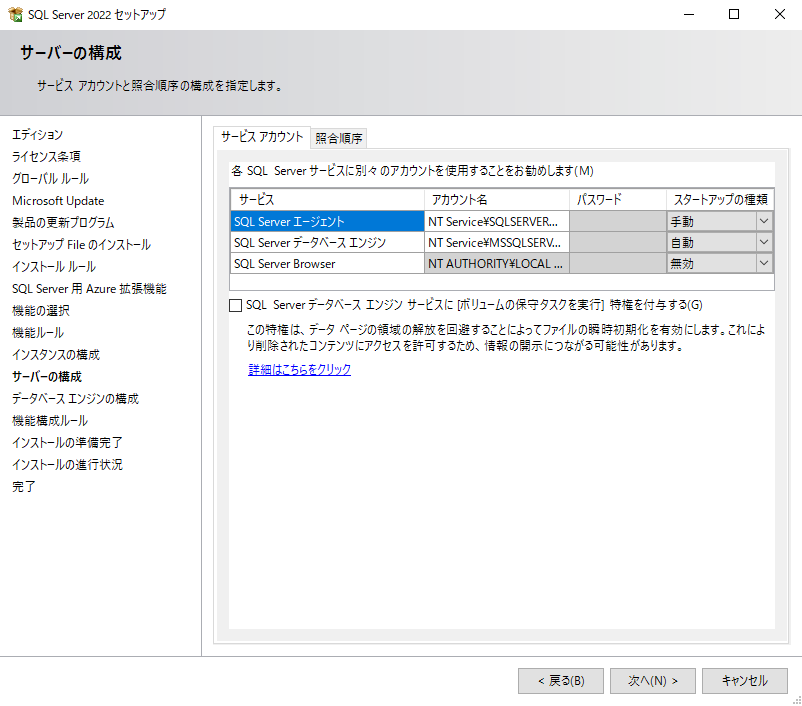 SQL Server 2022 セットアップ
サーバーの構成
サービス アカウントと照合順序の構成を指定します。
エディション
ライセンス条項
グローバル ルール
Microsoft Update
製品の更新プログラム
セットアップ File のインストール
インストール ルール
SQL Server 用 Azure 拡張機能
機能の選択
機能ルール
インスタンスの構成
サーバーの構成
データベース エンジンの構成
機能構成ルール
インストールの準備完了
インストールの進行状況
完了
サービス アカウント 照合順序
各 SQL Server サービスに別々のアカウントを使用することをお勧めします(M)
サービス アカウント名 パスワード スタートアップの種類
SQL Server エージェント NT Service¥SQLSERVER... 手動
SQL Server データベース エンジン NT Service¥MSSQLSERV... 自動
SQL Server Browser NT AUTHORITY¥LOCAL ... 無効
SQL Server データベース エンジン サービスに [ボリュームの保守タスクを実行] 特権を付与する(G)
この特権は、データ ページの領域の解放を回避することによってファイルの瞬時初期化を有効にします。これによ
り削除されたコンテンツにアクセスを許可するため、情報の開示につながる可能性があります。
詳細はこちらをクリック
< 戻る(B) 次へ(N) > キャンセル